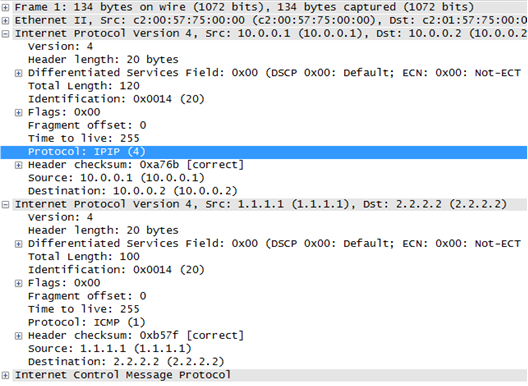 Frame 1: 134 bytes on wire (1072 bits), 134 bytes captured (1072 bits)
Ethernet II, Src: c2:00:57:75:00:00 (c2:00:57:75:00:00), Dst: c2:01:57:75:00:0
Internet Protocol Version 4, Src: 10.0.0.1 (10.0.0.1), Dst: 10.0.0.2 (10.0.0.2
Version: 4
Header length: 20 bytes
Differentiated Services Field: 0x00 (DSCP 0x00: Default; ECN: 0x00: Not-ECT
Total Length: 120
Identification: 0x0014 (20)
Flags: 0x00
Fragment offset: 0
Time to live: 255
Protocol: IPIP (4)
Header checksum: 0xa76b [correct]
Source: 10.0.0.1 (10.0.0.1)
Destination: 10.0.0.2 (10.0.0.2)
Internet Protocol Version 4, Src: 1.1.1.1 (1.1.1.1), Dst: 2.2.2.2 (2.2.2.2)
Version: 4
Header length: 20 bytes
Differentiated Services Field: 0x00 (DSCP 0x00: Default; ECN: 0x00: Not-ECT
Total Length: 100
Identification: 0x0014 (20)
Flags: 0x00
Fragment offset: 0
Time to live: 255
Protocol: ICMP (1)
Header checksum: 0xb57f [correct]
Source: 1.1.1.1 (1.1.1.1)
Destination: 2.2.2.2 (2.2.2.2)
Internet Control Message Protocol